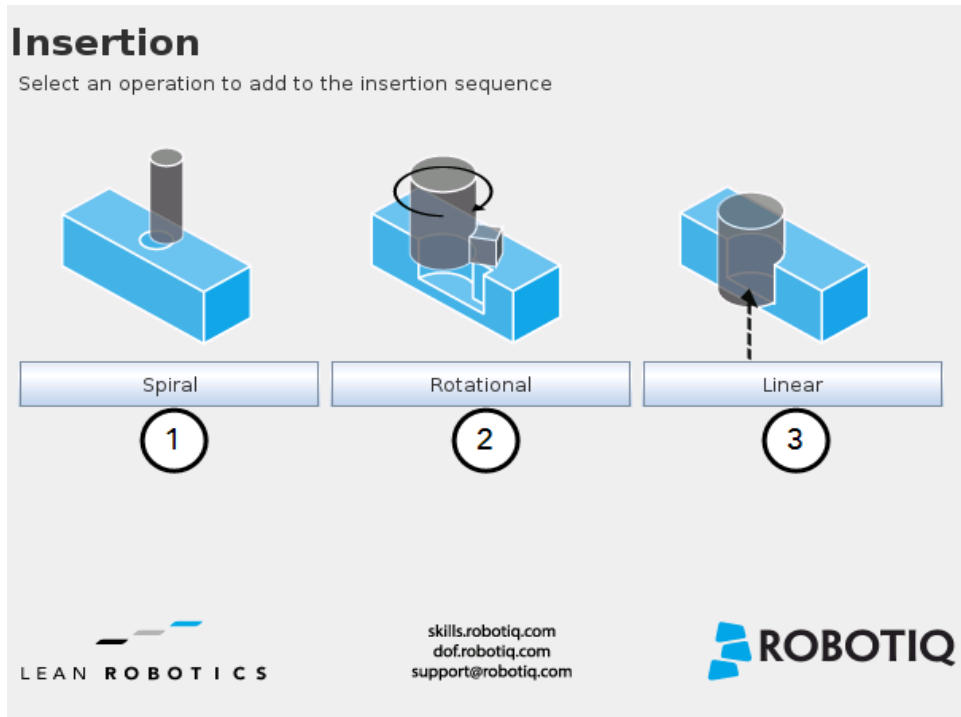 Insertion
Select an operation to add to the insertion sequence
Spiral
Rotational
Linear
1
2
3
LEAN ROBOTICS
skills.robotiq.com
dof.robotiq.com
support@robotiq.com
ROBOTIQ